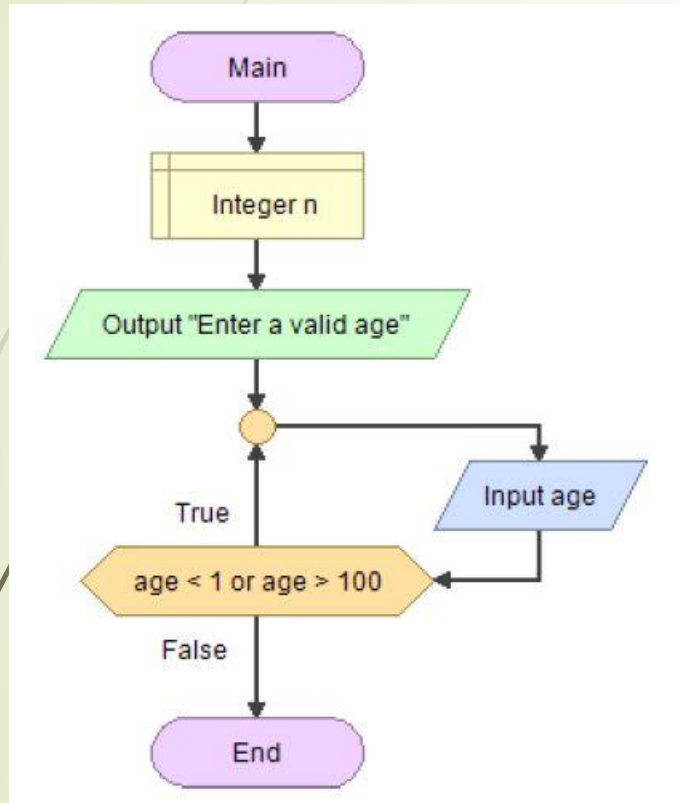 Main
Integer n
Output "Enter a valid age"
Input age
True
age < 1 or age > 100
False
End